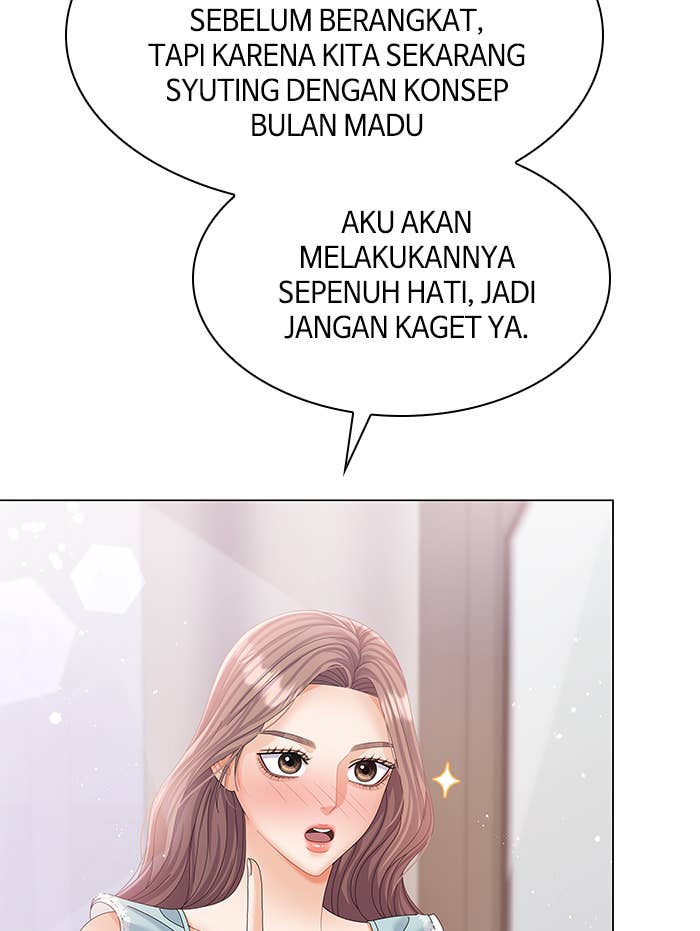 SEBELUM BERANGKAT,
TAPI KARENA KITA SEKARANG
SYUTING DENGAN KONSEP
BULAN MADU
AKU AKAN
MELAKUKANNYA
SEPENUH HATI, JADI
JANGAN KAGET YA.